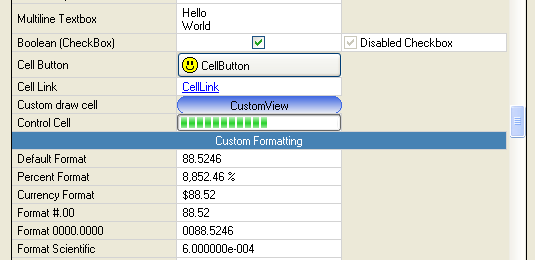 Multiline Textbox Hello
World
Boolean (CheckBox) Disabled Checkbox
Cell Button CellButton
Cell Link CellLink
Custom draw cell CustomView
Control Cell
Custom Formatting
Default Format 88.5246
Percent Format 8,852.46 %
Currency Format $88.52
Format #.00 88.52
Format 0000.0000 0088.5246
Format Scientific 6.000000e-004